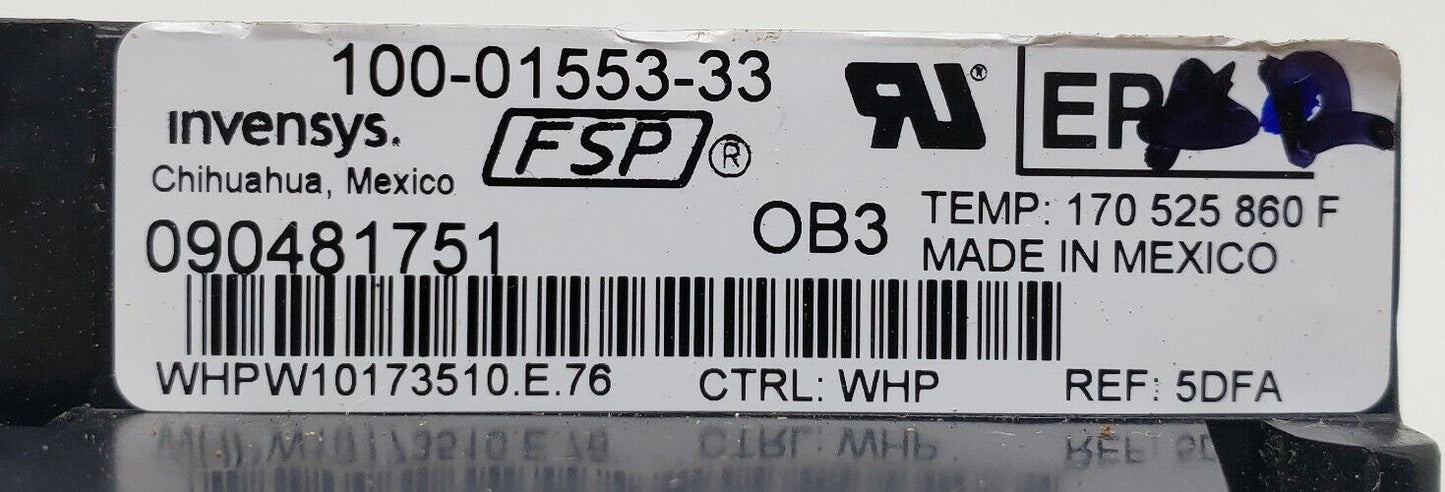 100-01553-33
invensys.
FSP®
Chihuahua, Mexico
090481751
OB3
TEMP: 170 525 860 F
MADE IN MEXICO
WHPW10173510.E.76
CTRL: WHP
REF: 5DFA